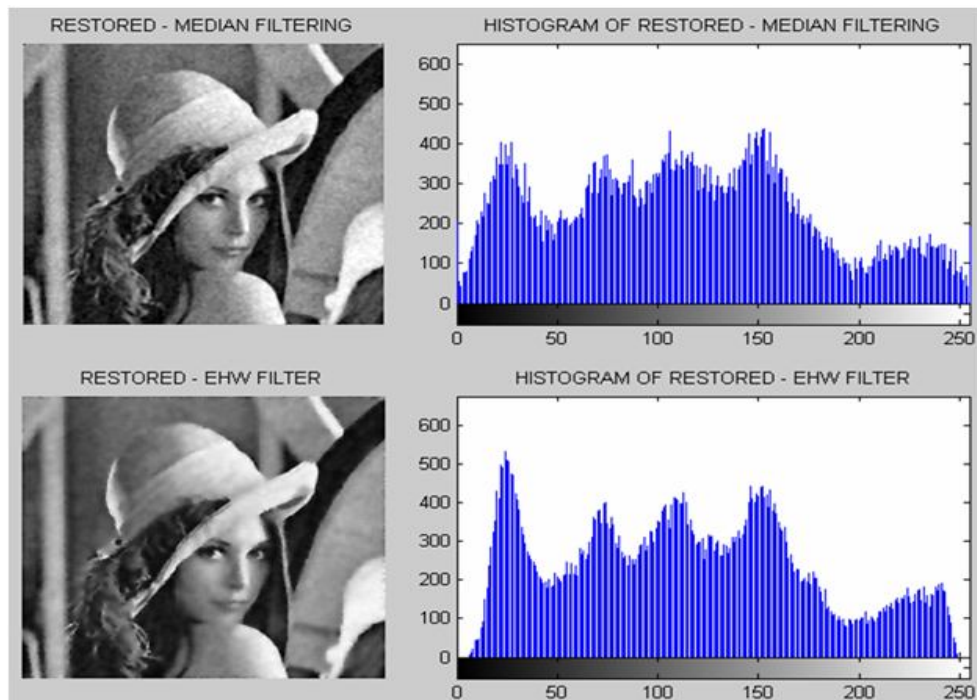 RESTORED - MEDIAN FILTERING
HISTOGRAM OF RESTORED - MEDIAN FILTERING
600
500
400
300
200
100
0
0 50 100 150 200 250
RESTORED - EHW FILTER
HISTOGRAM OF RESTORED - EHW FILTER
600
500
400
300
200
100
0
0 50 100 150 200 250